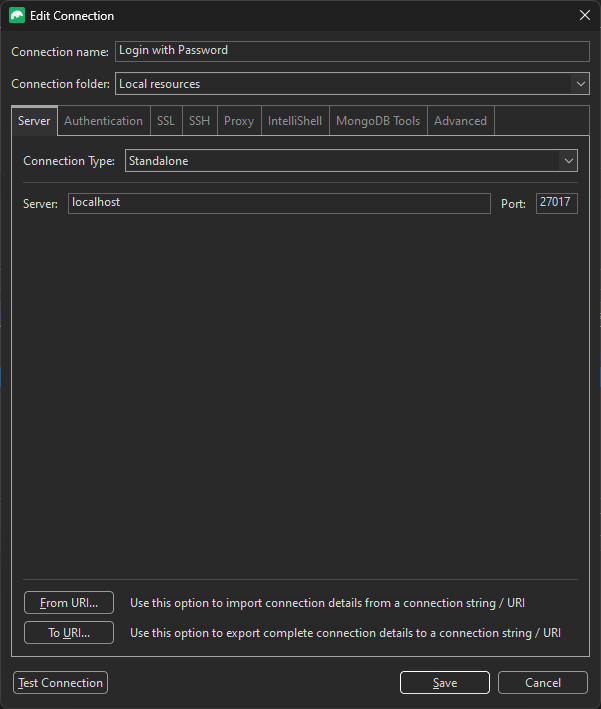 Edit Connection
Connection name: Login with Password
Connection folder: Local resources
Server Authentication SSL SSH Proxy IntelliShell MongoDB Tools Advanced
Connection Type: Standalone
Server: localhost Port: 27017
From URI... Use this option to import connection details from a connection string / URI
To URI... Use this option to export complete connection details to a connection string / URI
Test Connection Save Cancel